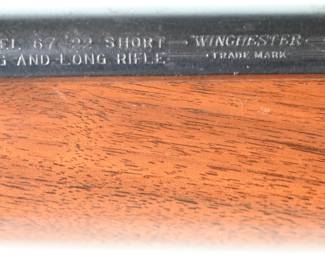 EL 67-22 SHORT -WINCHESTER-
G AND LONG RIFLE ·TRADE MARK·